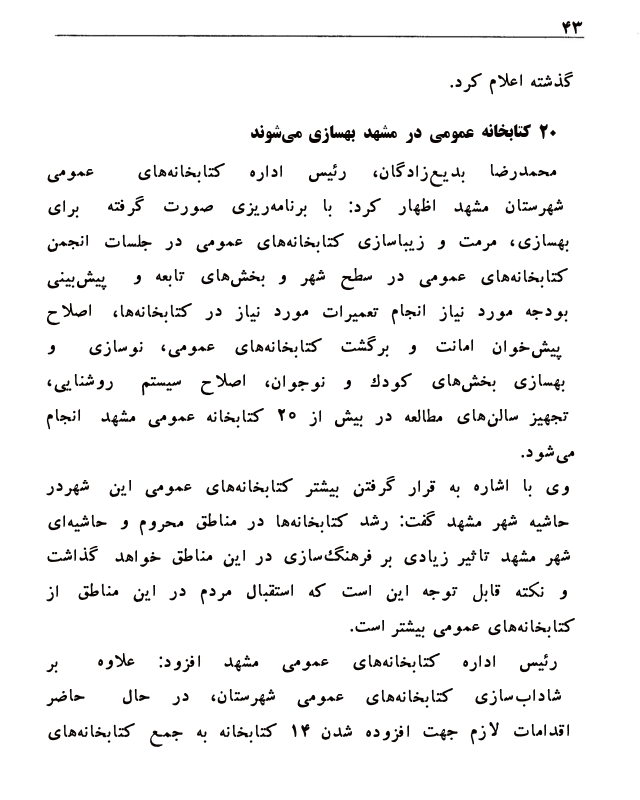 ۴۳
گذشته اعلام کرد.
۲۰ کتابخانه عمومی در مشهد بهسازی می‌شوند
محمدرضا بدیع‌زادگان، رئیس اداره کتابخانه‌های عمومی
شهرستان مشهد اظهار کرد: با برنامه‌ریزی صورت گرفته برای
بهسازی، مرمت و زیباسازی کتابخانه‌های عمومی در جلسات انجمن
کتابخانه‌های عمومی در سطح شهر و بخش‌های تابعه و پیش‌بینی
بودجه مورد نیاز انجام تعمیرات مورد نیاز در کتابخانه‌ها، اصلاح
پیش‌خوان امانت و برگشت کتابخانه‌های عمومی، نوسازی و
بهسازی بخش‌های کودك و نوجوان، اصلاح سیستم روشنایی،
تجهیز سالن‌های مطالعه در بیش از ۲۰ کتابخانه عمومی مشهد انجام
می‌شود.
وی با اشاره به قرار گرفتن بیشتر کتابخانه‌های عمومی این شهردر
حاشیه شهر مشهد گفت: رشد کتابخانه‌ها در مناطق محروم و حاشیه‌ای
شهر مشهد تاثیر زیادی بر فرهنگ‌سازی در این مناطق خواهد گذاشت
و نکته قابل توجه این است که استقبال مردم در این مناطق از
کتابخانه‌های عمومی بیشتر است.
رئیس اداره کتابخانه‌های عمومی مشهد افزود: علاوه بر
شاداب‌سازی کتابخانه‌های عمومی شهرستان، در حال حاضر
اقدامات لازم جهت افزوده شدن ۱۴ کتابخانه به جمع کتابخانه‌های